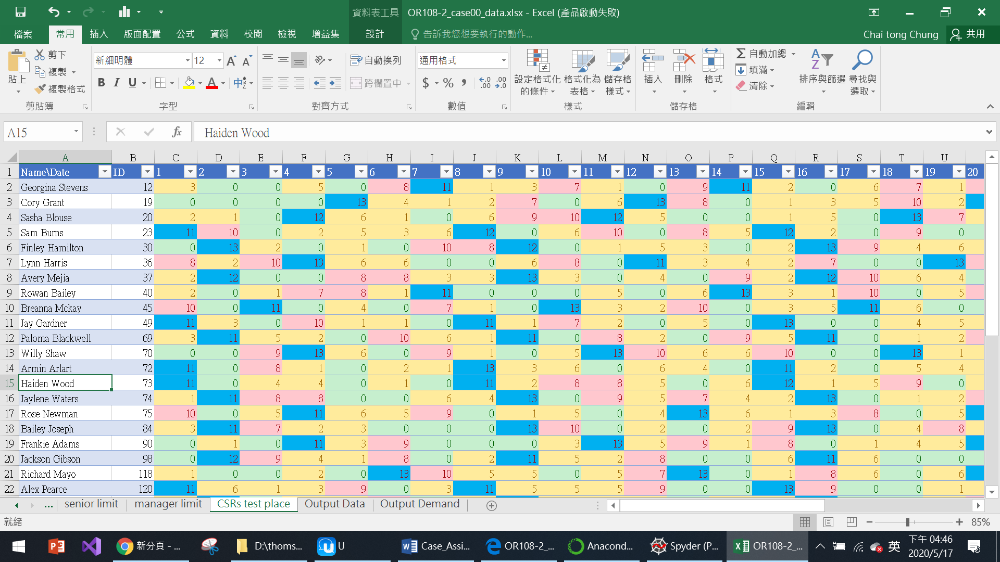 資料表工具 OR108-2_case00_data.xlsx - Excel (產品啟動失敗)
檔案 常用 插入 版面配置 公式 資料 校閱 檢視 增益集 設計 告訴我您想要執行的動作... Chai tong Chung 共用
貼上 剪下 複製 複製格式 剪貼簿
新細明體 12 B I U A 字型
自動換列 跨欄置中 對齊方式
通用格式 $ % 數值
設定格式化的條件 格式化為表格 儲存格樣式 樣式
插入 刪除 格式 儲存格
自動加總 填滿 清除 排序與篩選 尋找與選取 編輯
A15 fx Haiden Wood
A B C D E F G H I J K L M N O P Q R S T U
1 Name\Date ID 1 2 3 4 5 6 7 8 9 10 11 12 13 14 15 16 17 18 19 20
2 Georgina Stevens 12 3 0 0 5 0 8 11 1 3 7 1 0 9 11 2 0 6 7 1
3 Cory Grant 19 0 0 0 0 13 4 1 2 7 0 6 13 8 0 1 3 5 10 2
4 Sasha Blouse 20 2 1 0 12 6 1 0 6 9 10 12 5 0 0 1 5 0 13 7
5 Sam Burns 23 11 10 0 2 5 3 6 12 0 6 10 0 8 5 12 2 0 9 0
6 Finley Hamilton 30 0 13 2 0 1 0 10 8 12 0 1 5 3 0 2 13 9 4 6
7 Lynn Harris 36 8 2 10 13 6 6 0 0 6 8 0 11 3 4 2 7 0 0 13
8 Avery Mejia 37 2 12 0 0 8 8 3 3 13 3 0 4 0 9 2 12 10 6 4
9 Rowan Bailey 40 2 0 1 7 8 1 11 0 0 0 5 0 6 13 3 1 10 0 5
10 Breanna Mckay 45 10 0 11 0 4 0 7 1 0 13 3 2 10 0 3 5 11 6 0
11 Jay Gardner 49 11 3 0 10 1 1 0 11 1 7 2 0 5 0 13 0 0 4 5
12 Paloma Blackwell 69 3 11 5 2 0 10 6 1 11 0 8 2 0 9 5 11 0 1 2
13 Willy Shaw 70 0 0 9 13 6 0 9 1 0 5 13 10 6 6 10 0 0 13 1
14 Armin Arlart 72 11 0 8 1 0 2 1 13 3 6 0 6 4 0 11 2 0 5 4
15 Haiden Wood 73 11 0 4 4 0 1 0 11 2 8 8 5 0 6 12 1 5 9 0
16 Jaylene Waters 74 1 11 8 8 0 0 6 4 13 0 9 5 7 4 2 13 0 1 2
17 Rose Newman 75 10 0 5 11 6 5 9 0 1 5 0 4 13 6 1 3 8 0 5
18 Bailey Joseph 84 3 11 7 2 3 0 0 0 13 10 0 2 0 2 9 13 0 4 8
19 Frankie Adams 90 0 1 0 11 3 9 0 0 0 3 13 5 9 1 8 0 1 4 5
20 Jackson Gibson 98 0 12 9 4 1 8 0 2 11 5 2 8 0 0 6 11 6 0 0
21 Richard Mayo 118 1 0 0 2 0 13 10 5 5 0 5 7 13 0 1 8 6 0 6
22 Alex Pearce 120 11 6 1 3 9 0 3 11 5 5 5 9 0 0 13 9 0 0 1
... senior limit manager limit CSRs test place Output Data Output Demand
就緒 85%
新分頁 - ... D:\thoms... U Case_Assi... OR108-2_... Anacond... Spyder (P... OR108-2_... 英 下午 04:46
2020/5/17